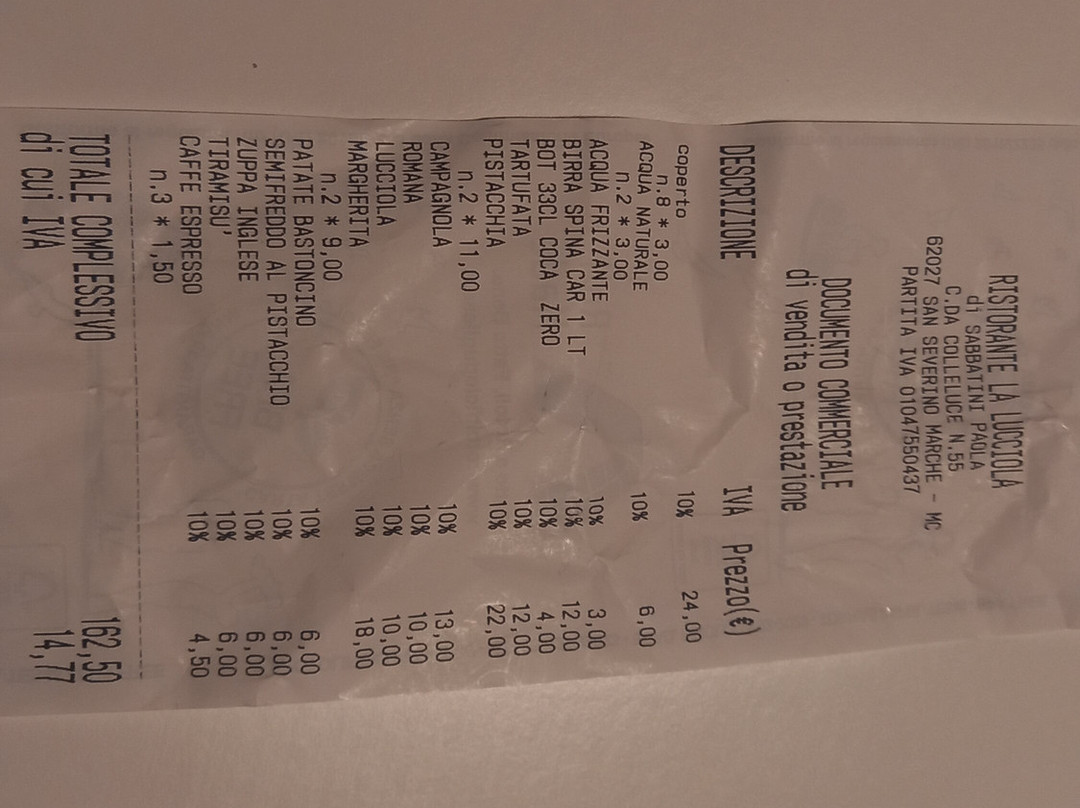 RISTORANTE LA LUCCIOLA
di SABBATINI PAOLA
C.DA COLLELUCE N.55
62027 SAN SEVERINO MARCHE - MC
PARTITA IVA 01047550437
DOCUMENTO COMMERCIALE
di vendita o prestazione
DESCRIZIONE IVA Prezzo(€)
coperto 10% 24,00
n.8 * 3,00
ACQUA NATURALE 10% 6,00
n.2 * 3,00
ACQUA FRIZZANTE 10% 3,00
BIRRA SPINA CAR 1 LT 10% 12,00
BOT 33CL COCA ZERO 10% 4,00
TARTUFATA 10% 12,00
PISTACCHIA 10% 22,00
n.2 * 11,00
CAMPAGNOLA 10% 13,00
ROMANA 10% 10,00
LUCCIOLA 10% 10,00
MARGHERITA 10% 18,00
n.2 * 9,00
PATATE BASTONCINO 10% 6,00
SEMIFREDDO AL PISTACCHIO 10% 6,00
ZUPPA INGLESE 10% 6,00
TIRAMISU' 10% 6,00
CAFFE ESPRESSO 10% 4,50
n.3 * 1,50
TOTALE COMPLESSIVO 162,50
di cui IVA 14,77